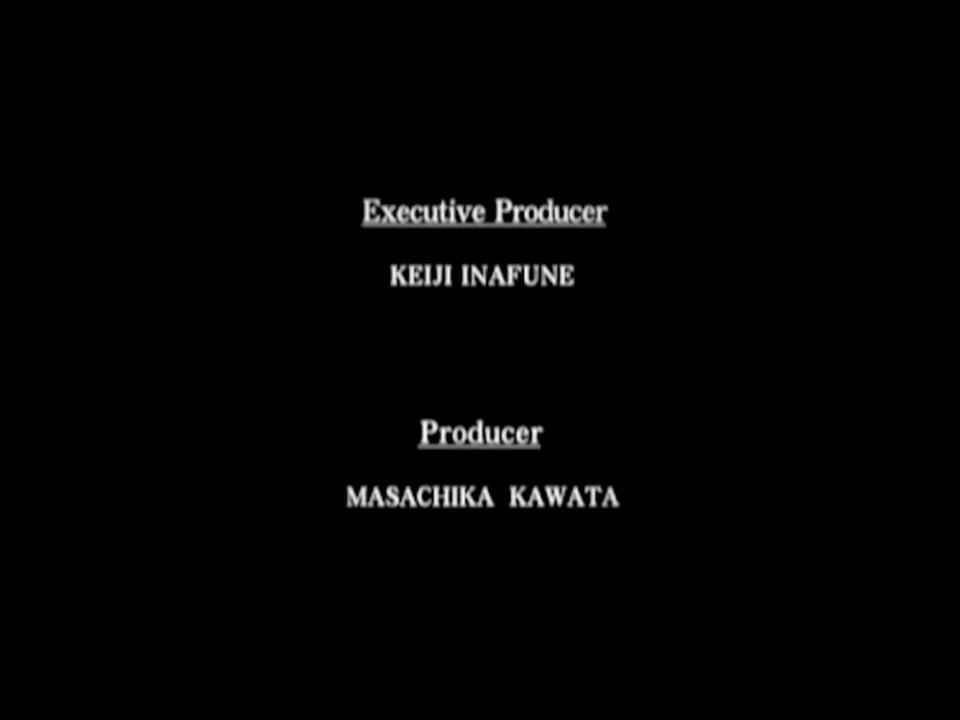 Executive Producer
KEIJI INAFUNE
Producer
MASACHIKA KAWATA